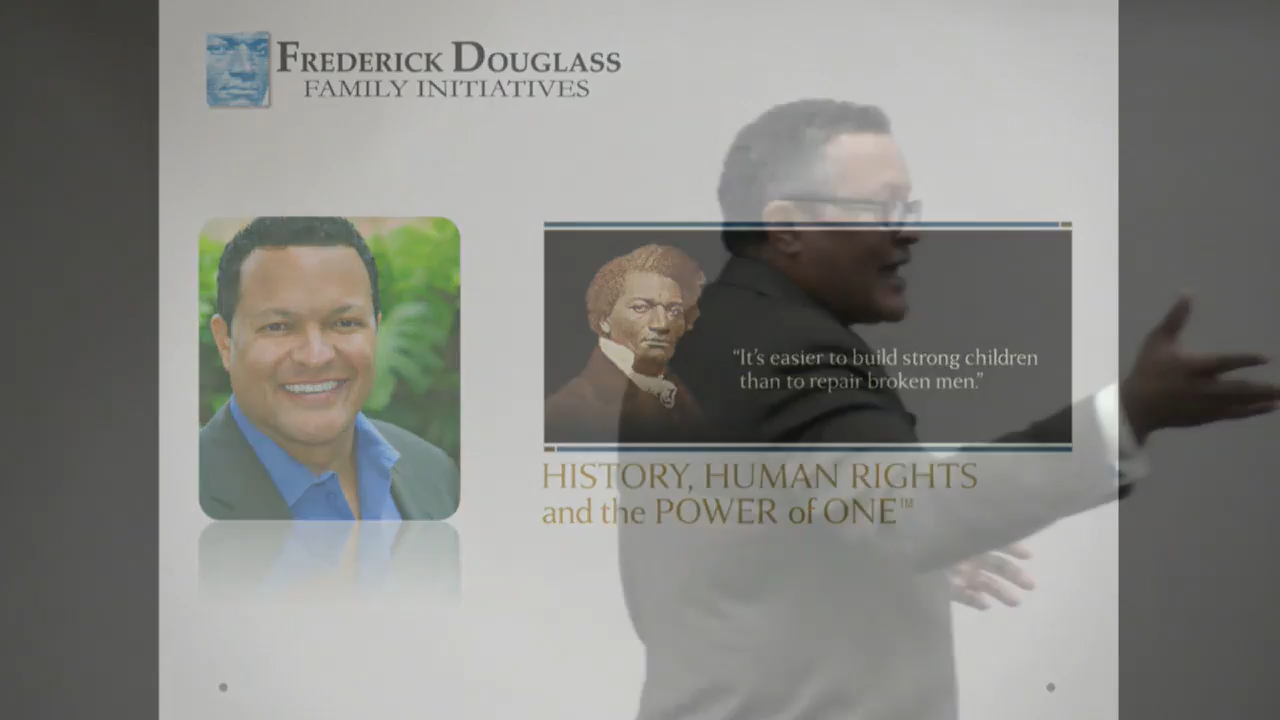 FREDERICK DOUGLASS
FAMILY INITIATIVES
“It’s easier to build strong children
than to repair broken men.”
HISTORY, HUMAN RIGHTS
and the POWER of ONE™